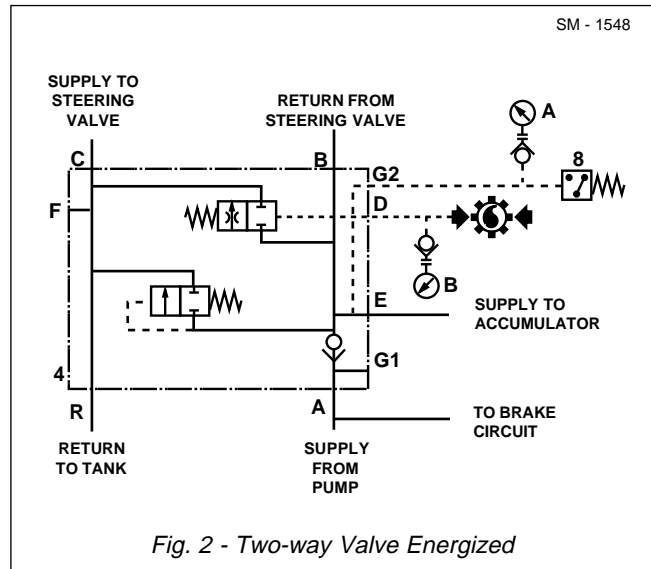 SM - 1548
SUPPLY TO
STEERING
VALVE
RETURN FROM
STEERING VALVE
A
8
C
B
G2
F
D
B
E
SUPPLY TO
ACCUMULATOR
4
G1
R
A
TO BRAKE
CIRCUIT
RETURN
TO TANK
SUPPLY
FROM
PUMP
Fig. 2 - Two-way Valve Energized